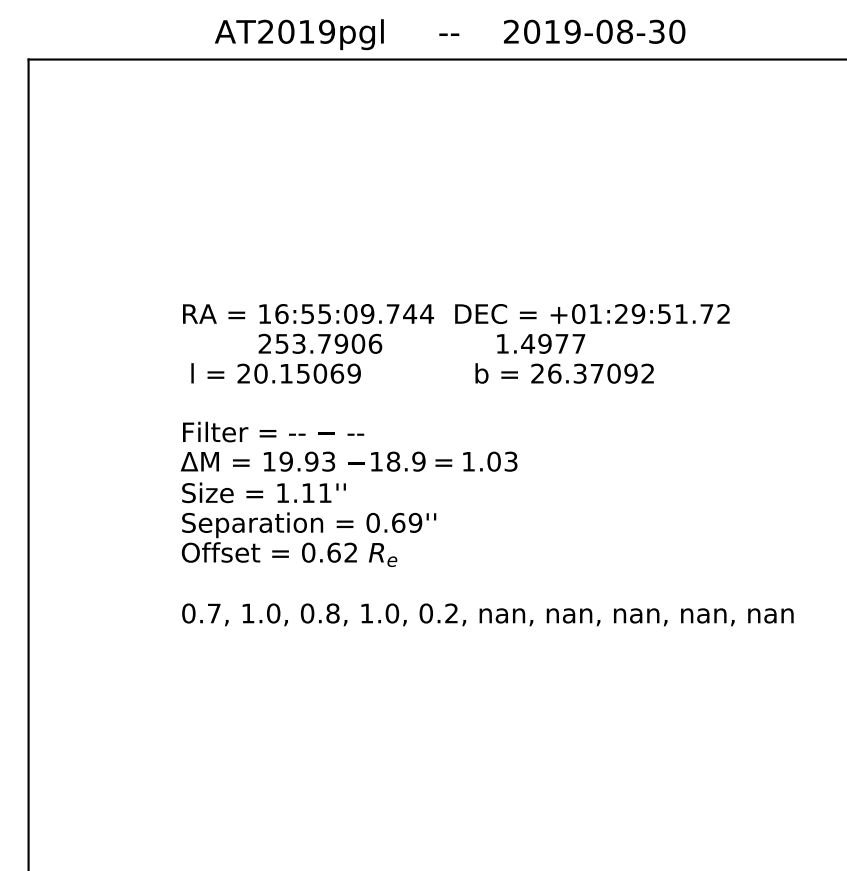 AT2019pgl -- 2019-08-30
RA = 16:55:09.744 DEC = +01:29:51.72
253.7906 1.4977
l = 20.15069 b = 26.37092
Filter = -- − --
ΔM = 19.93 −18.9 = 1.03
Size = 1.11''
Separation = 0.69''
Offset = 0.62 Rₑ
0.7, 1.0, 0.8, 1.0, 0.2, nan, nan, nan, nan, nan